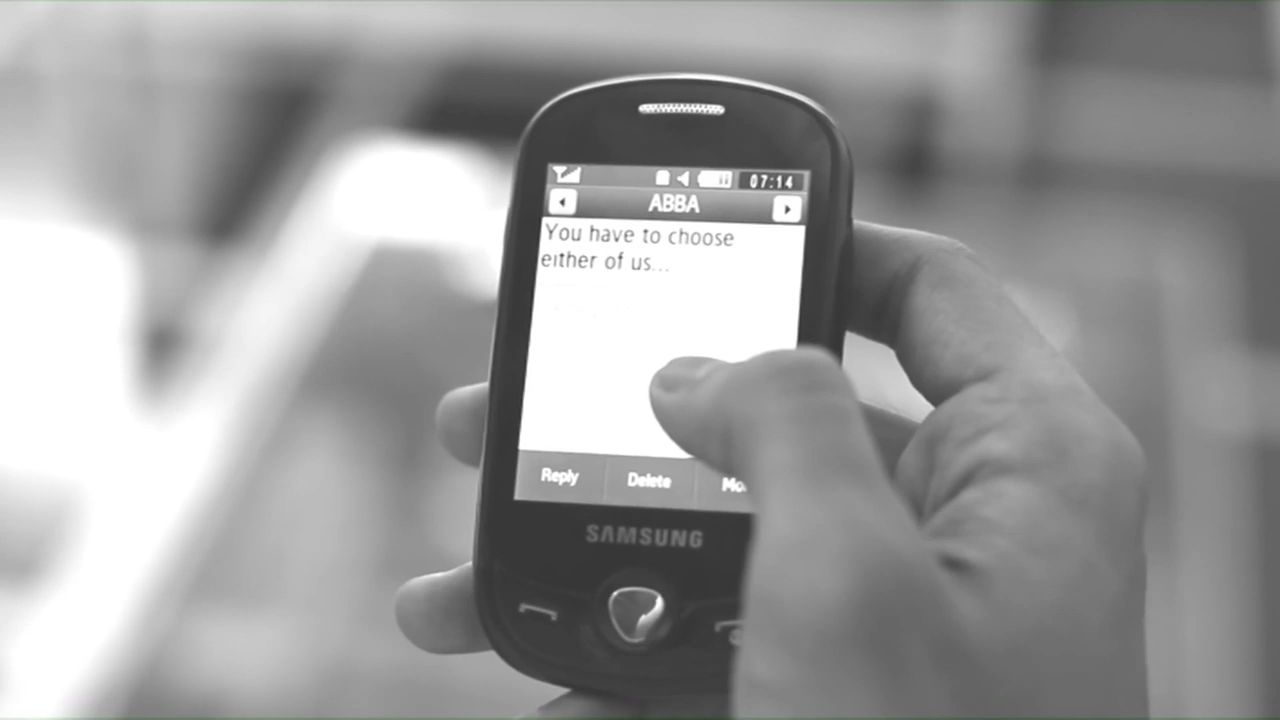 07:14
ABBA
You have to choose
either of us...
Reply Delete
SAMSUNG